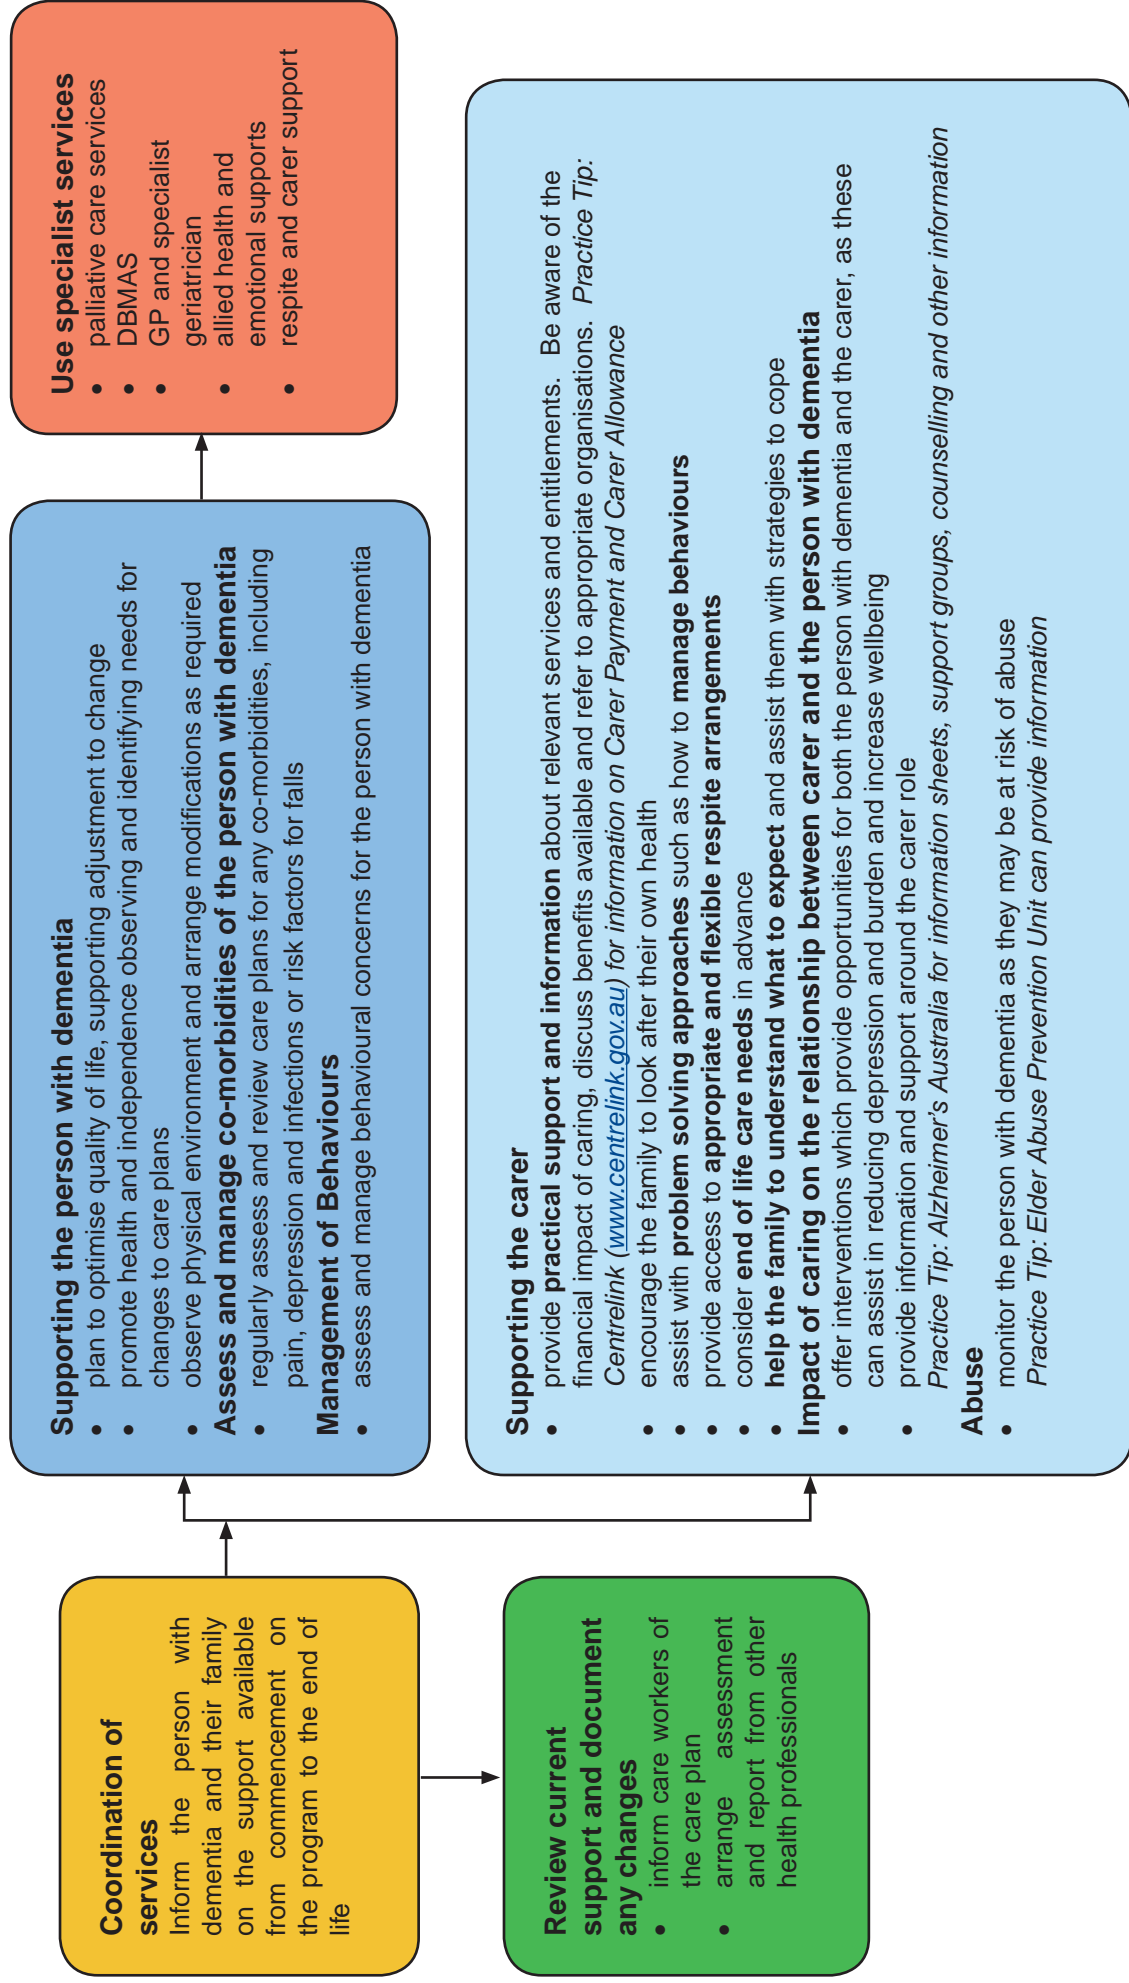 Coordination of
services
Inform the person with
dementia and their family
on the support available
from commencement on
the program to the end of
life
Review current
support and document
any changes
• inform care workers of
the care plan
• arrange assessment
and report from other
health professionals
Supporting the person with dementia
• plan to optimise quality of life, supporting adjustment to change
• promote health and independence observing and identifying needs for
changes to care plans
• observe physical environment and arrange modifications as required
Assess and manage co-morbidities of the person with dementia
• regularly assess and review care plans for any co-morbidities, including
pain, depression and infections or risk factors for falls
Management of Behaviours
• assess and manage behavioural concerns for the person with dementia
Use specialist services
• palliative care services
• DBMAS
• GP and specialist
geriatrician
• allied health and
emotional supports
• respite and carer support
Supporting the carer
• provide practical support and information about relevant services and entitlements. Be aware of the
financial impact of caring, discuss benefits available and refer to appropriate organisations. Practice Tip:
Centrelink (www.centrelink.gov.au) for information on Carer Payment and Carer Allowance
• encourage the family to look after their own health
• assist with problem solving approaches such as how to manage behaviours
• provide access to appropriate and flexible respite arrangements
• consider end of life care needs in advance
• help the family to understand what to expect and assist them with strategies to cope
Impact of caring on the relationship between carer and the person with dementia
• offer interventions which provide opportunities for both the person with dementia and the carer, as these
can assist in reducing depression and burden and increase wellbeing
• provide information and support around the carer role
Practice Tip: Alzheimer's Australia for information sheets, support groups, counselling and other information
Abuse
• monitor the person with dementia as they may be at risk of abuse
Practice Tip: Elder Abuse Prevention Unit can provide information